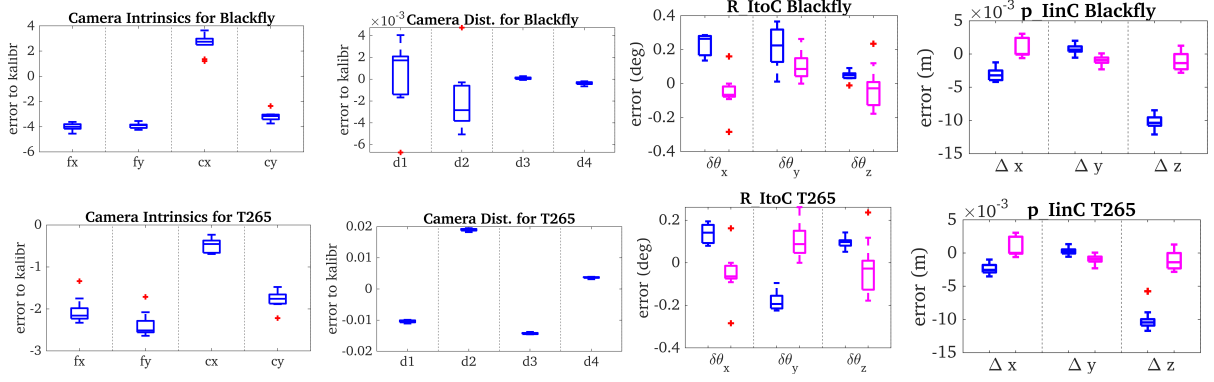 Camera Intrinsics for Blackfly
error to kalibr
4
2
0
-2
-4
-6
fx fy cx cy
Camera Dist. for Blackfly
×10⁻³
error to kalibr
4
2
0
-2
-4
-6
d1 d2 d3 d4
R_ItoC Blackfly
error (deg)
0.4
0.2
0
-0.2
-0.4
δθx δθy δθz
p_IinC Blackfly
×10⁻³
error (m)
5
0
-5
-10
-15
Δ x Δ y Δ z
Camera Intrinsics for T265
error to kalibr
0
-1
-2
-3
fx fy cx cy
Camera Dist. for T265
error to kalibr
0.02
0.01
0
-0.01
-0.02
d1 d2 d3 d4
R_ItoC T265
error (deg)
0.2
0
-0.2
-0.4
δθx δθy δθz
p_IinC T265
×10⁻³
error (m)
5
0
-5
-10
-15
Δ x Δ y Δ z